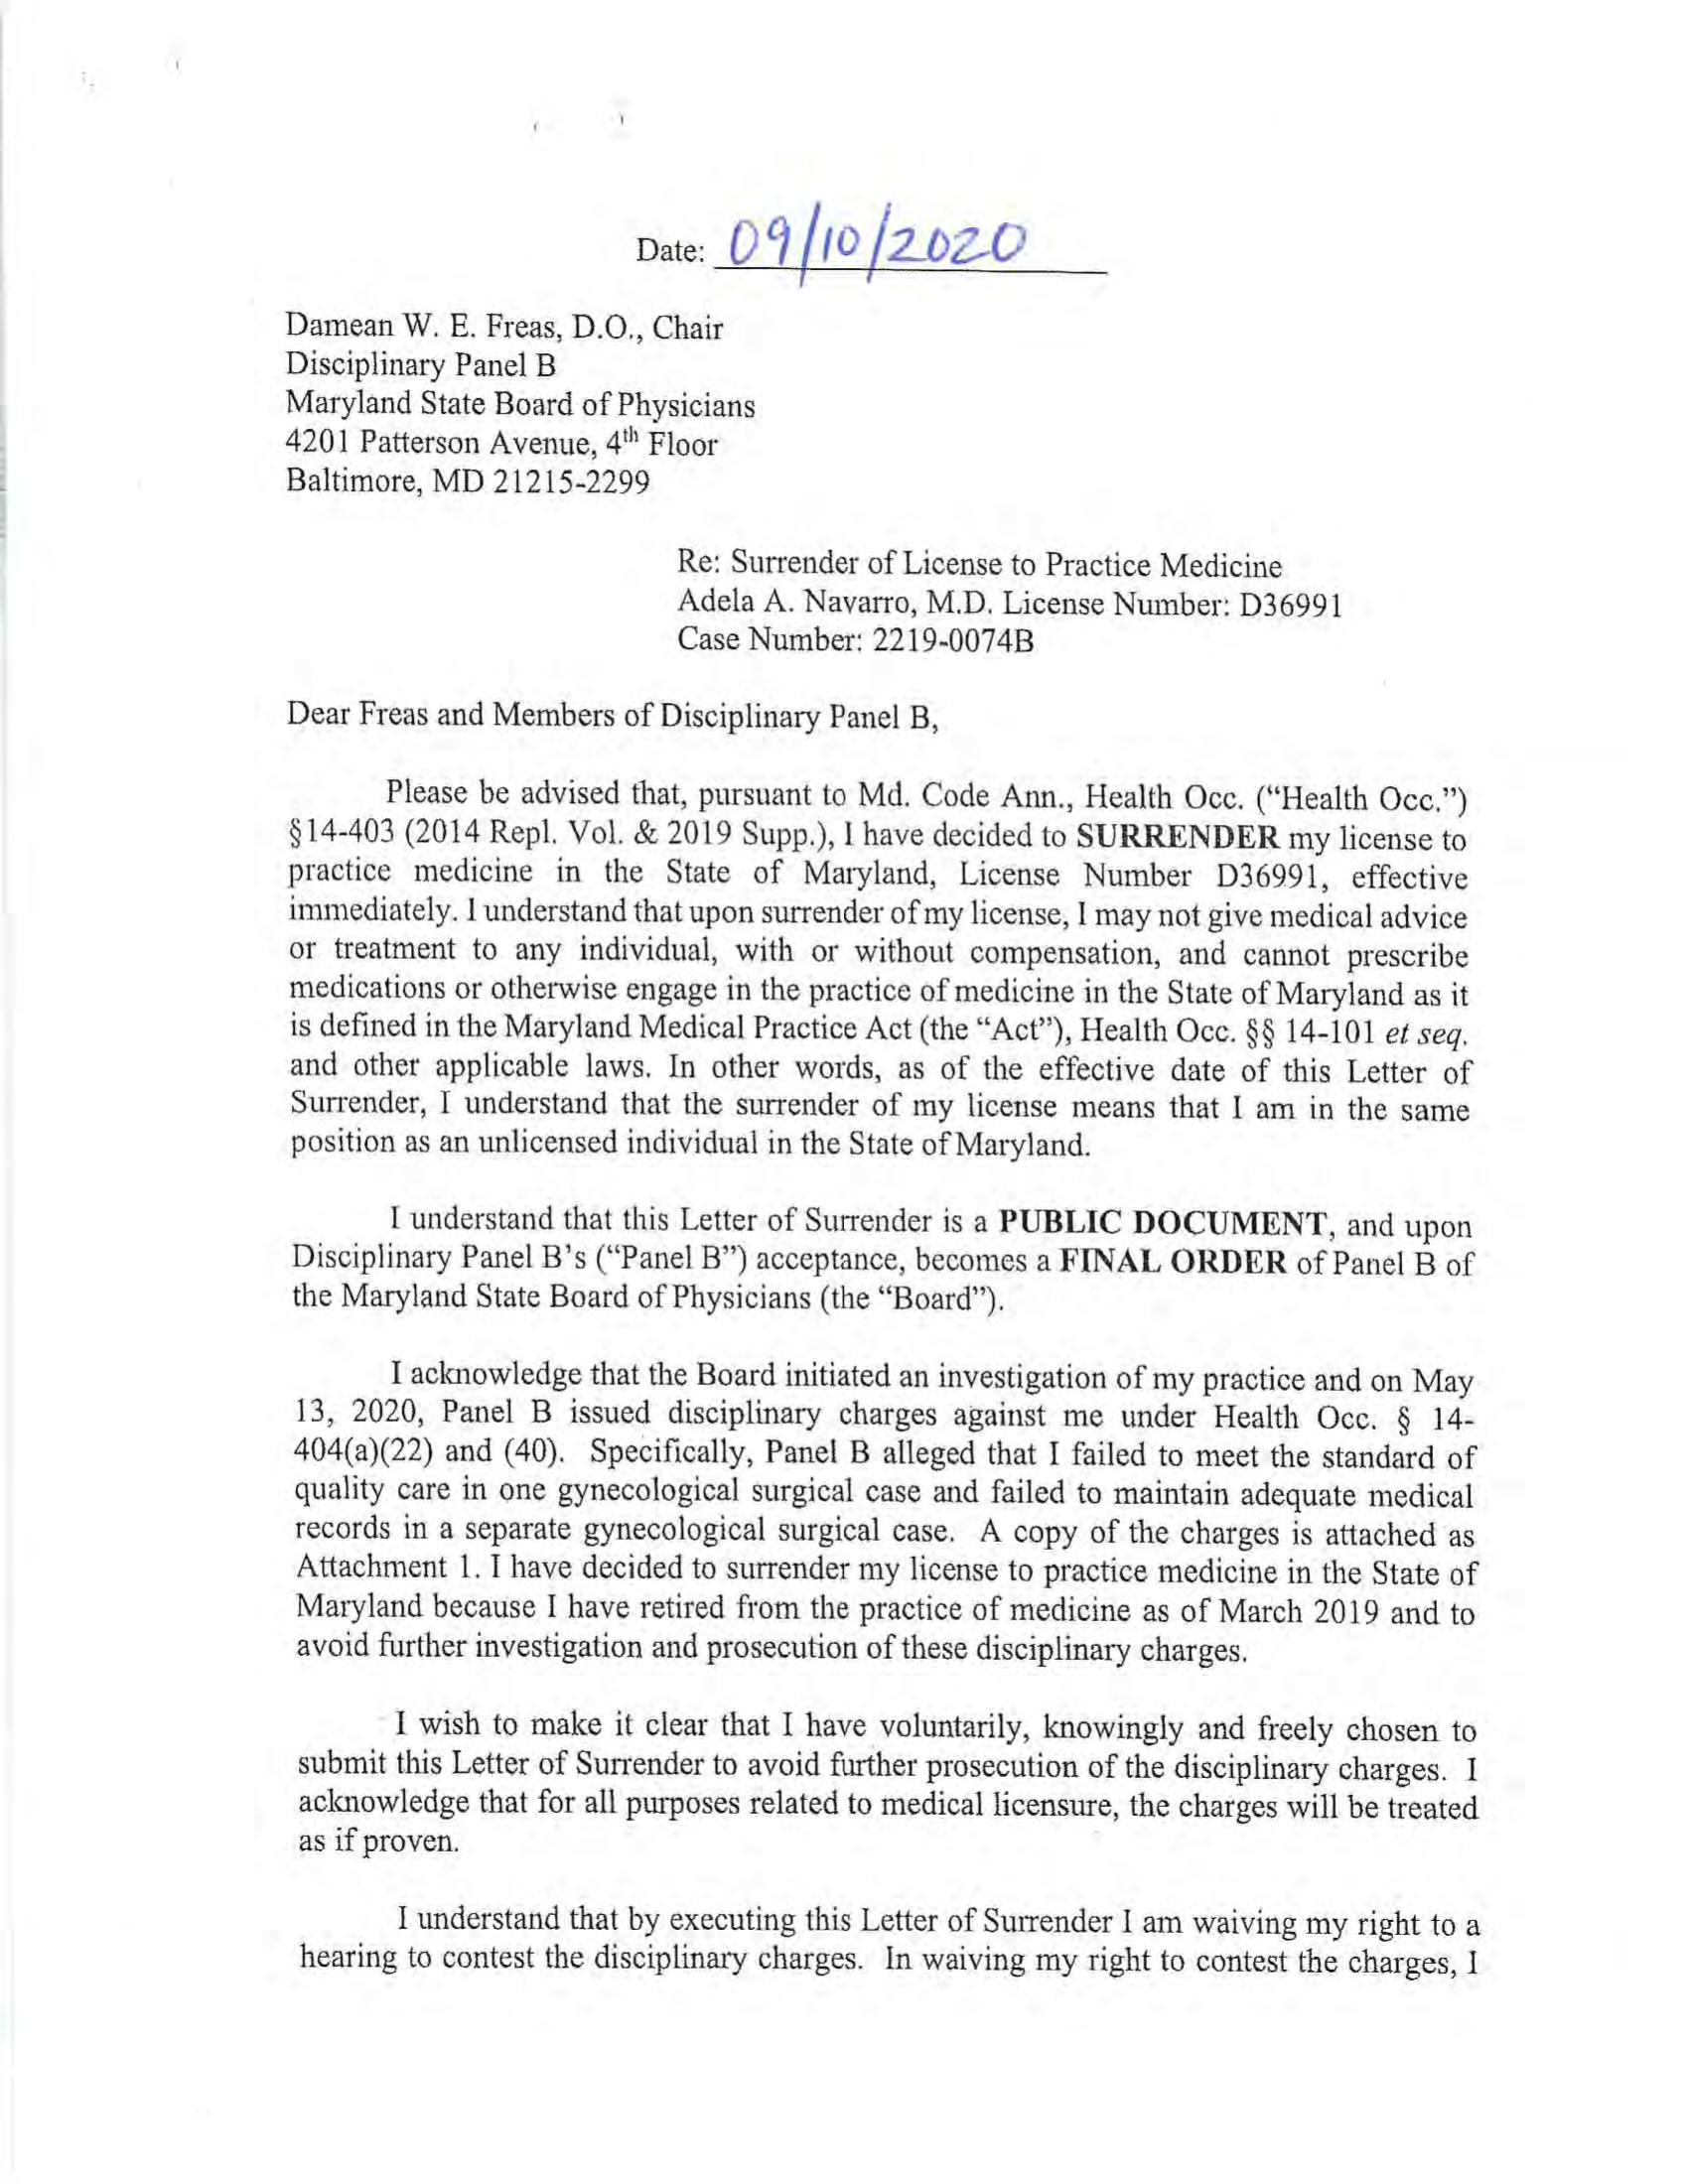 Date: 09/10/2020
Damean W. E. Freas, D.O., Chair
Disciplinary Panel B
Maryland State Board of Physicians
4201 Patterson Avenue, 4th Floor
Baltimore, MD 21215-2299
Re: Surrender of License to Practice Medicine
Adela A. Navarro, M.D. License Number: D36991
Case Number: 2219-0074B
Dear Freas and Members of Disciplinary Panel B,
Please be advised that, pursuant to Md. Code Ann., Health Occ. (“Health Occ.”)
§14-403 (2014 Repl. Vol. & 2019 Supp.), I have decided to SURRENDER my license to
practice medicine in the State of Maryland, License Number D36991, effective
immediately. I understand that upon surrender of my license, I may not give medical advice
or treatment to any individual, with or without compensation, and cannot prescribe
medications or otherwise engage in the practice of medicine in the State of Maryland as it
is defined in the Maryland Medical Practice Act (the “Act”), Health Occ. §§ 14-101 et seq.
and other applicable laws. In other words, as of the effective date of this Letter of
Surrender, I understand that the surrender of my license means that I am in the same
position as an unlicensed individual in the State of Maryland.
I understand that this Letter of Surrender is a PUBLIC DOCUMENT, and upon
Disciplinary Panel B’s (“Panel B”) acceptance, becomes a FINAL ORDER of Panel B of
the Maryland State Board of Physicians (the “Board”).
I acknowledge that the Board initiated an investigation of my practice and on May
13, 2020, Panel B issued disciplinary charges against me under Health Occ. § 14-
404(a)(22) and (40). Specifically, Panel B alleged that I failed to meet the standard of
quality care in one gynecological surgical case and failed to maintain adequate medical
records in a separate gynecological surgical case. A copy of the charges is attached as
Attachment 1. I have decided to surrender my license to practice medicine in the State of
Maryland because I have retired from the practice of medicine as of March 2019 and to
avoid further investigation and prosecution of these disciplinary charges.
I wish to make it clear that I have voluntarily, knowingly and freely chosen to
submit this Letter of Surrender to avoid further prosecution of the disciplinary charges. I
acknowledge that for all purposes related to medical licensure, the charges will be treated
as if proven.
I understand that by executing this Letter of Surrender I am waiving my right to a
hearing to contest the disciplinary charges. In waiving my right to contest the charges, I